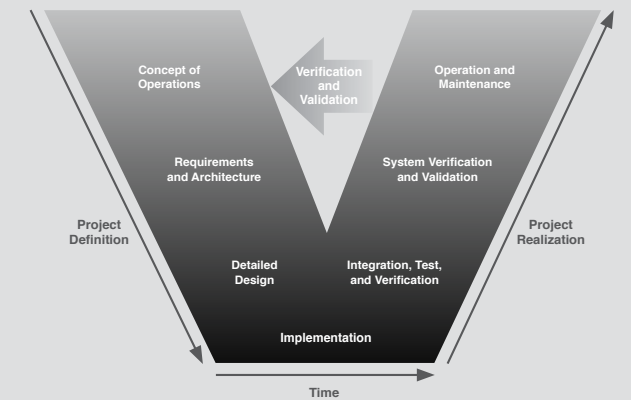 Concept of
Operations
Verification
and
Validation
Operation and
Maintenance
Requirements
and Architecture
System Verification
and Validation
Project
Definition
Project
Realization
Detailed
Design
Integration, Test,
and Verification
Implementation
Time